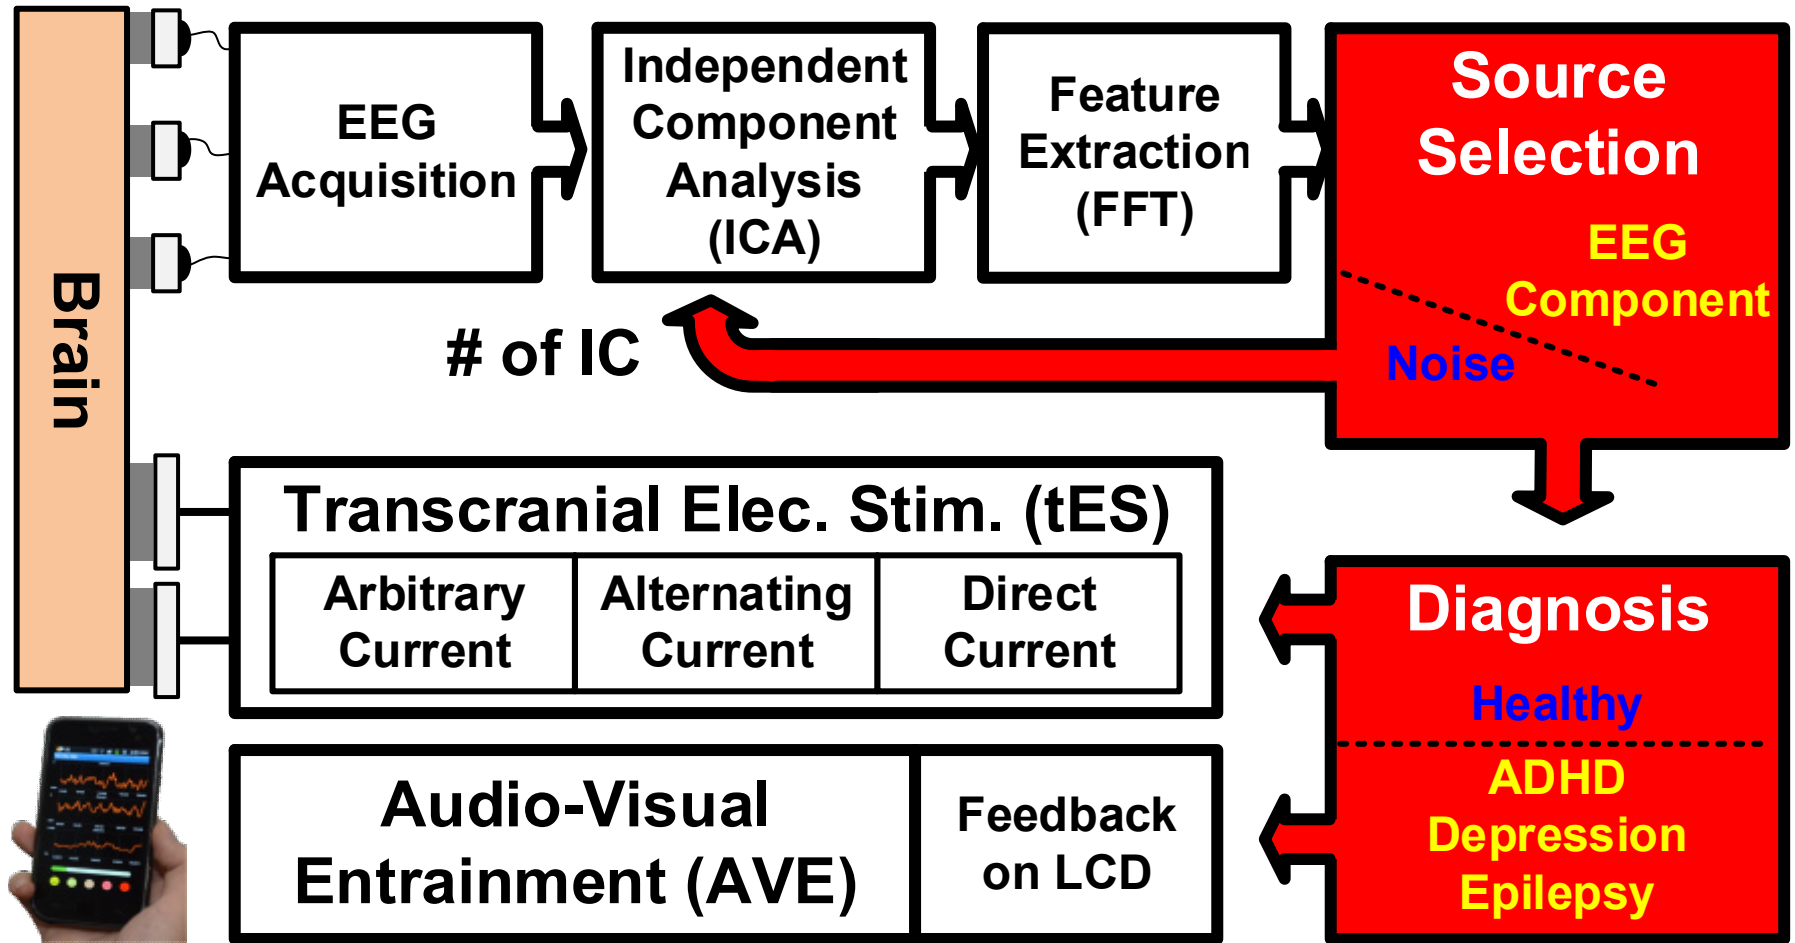 Brain
EEG
Acquisition
Independent
Component
Analysis
(ICA)
Feature
Extraction
(FFT)
Source
Selection
EEG
Component
Noise
# of IC
Transcranial Elec. Stim. (tES)
Arbitrary
Current
Alternating
Current
Direct
Current
Diagnosis
Healthy
ADHD
Depression
Epilepsy
Audio-Visual
Entrainment (AVE)
Feedback
on LCD